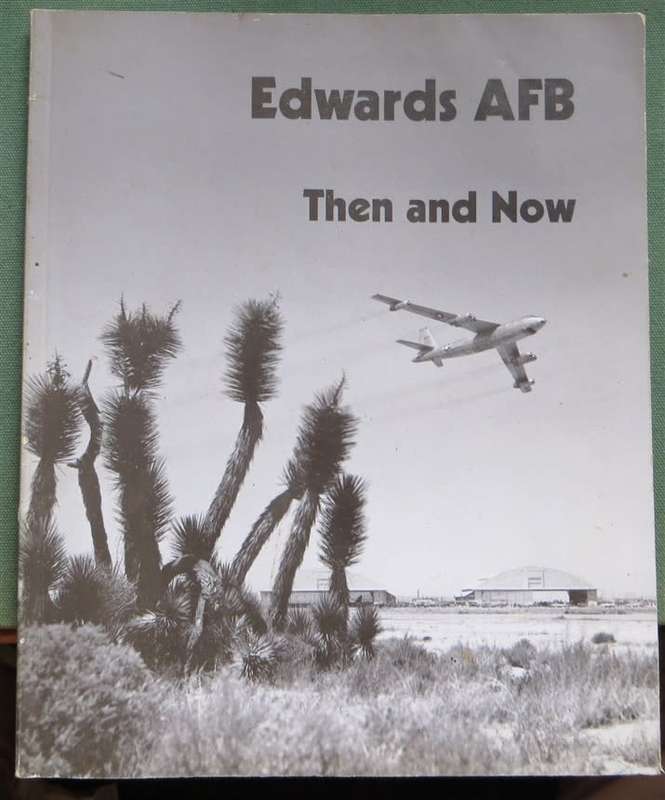 Edwards AFB
Then and Now